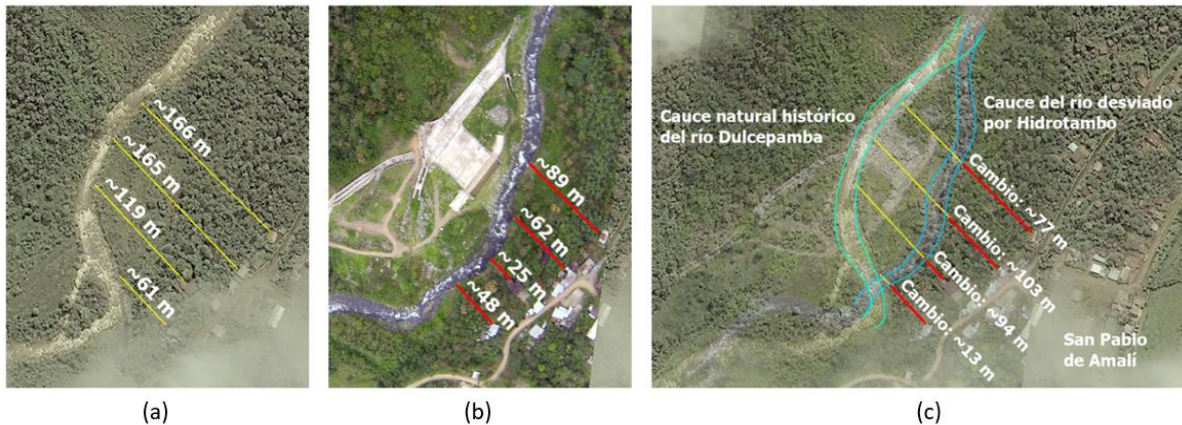 ~166 m
~165 m
~119 m
~61 m
~89 m
~62 m
~25 m
~48 m
Cauce natural histórico
del río Dulcepamba
Cauce del río desviado
por Hidrotambo
Cambio: ~77 m
Cambio: ~103 m
Cambio: ~94 m
Cambio: ~13 m
San Pablo
de Amalí
(a)
(b)
(c)